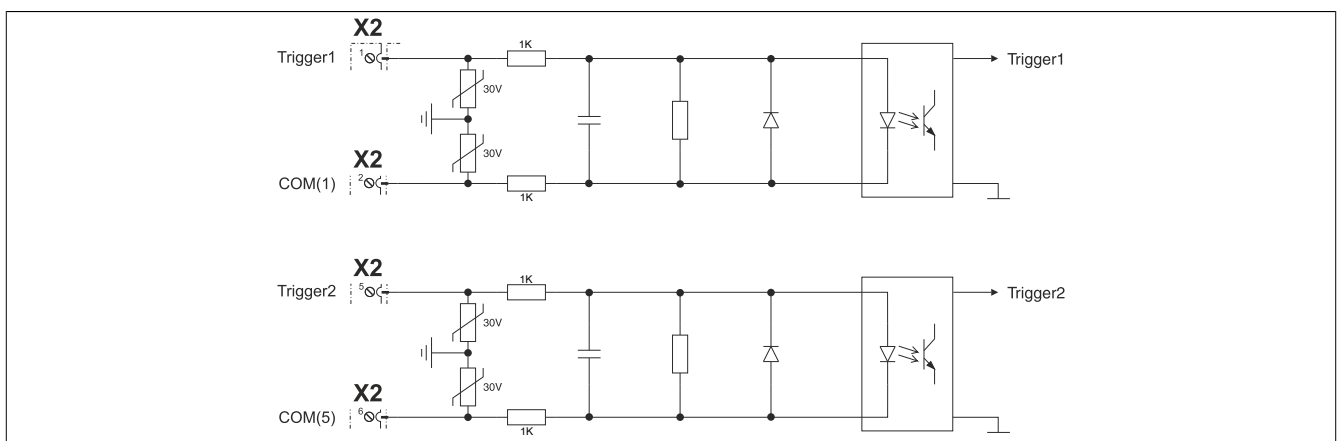 X2
1K
Trigger1
1
30V
Trigger1
30V
X2
COM(1)
2
1K
X2
1K
Trigger2
5
30V
Trigger2
30V
X2
COM(5)
6
1K